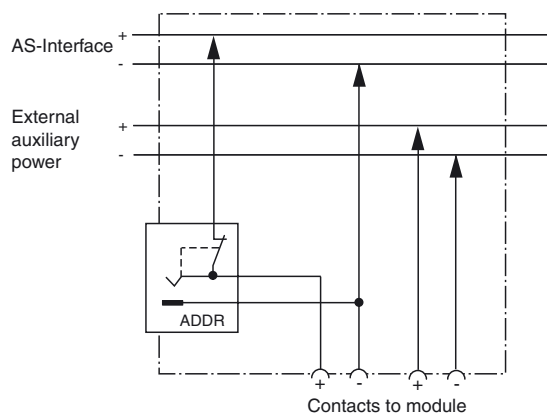 AS-Interface
+
-
External
auxiliary
power
+
-
ADDR
+ - + -
Contacts to module